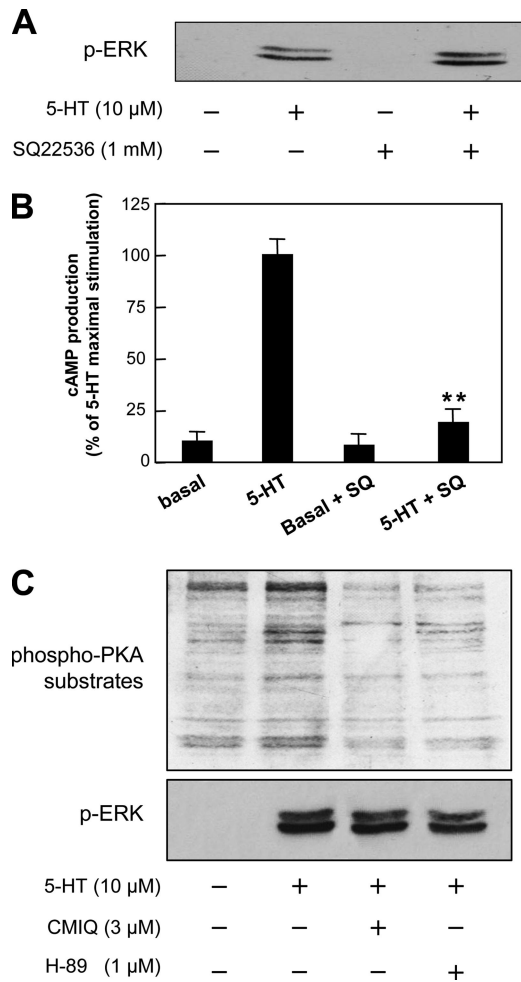 A
p-ERK
5-HT (10 µM) – + – +
SQ22536 (1 mM) – – + +
B
cAMP production
(% of 5-HT maximal stimulation)
125
100
75
50
25
0
**
basal 5-HT Basal + SQ 5-HT + SQ
C
phospho-PKA
substrates
p-ERK
5-HT (10 µM) – + + +
CMIQ (3 µM) – – + –
H-89 (1 µM) – – – +